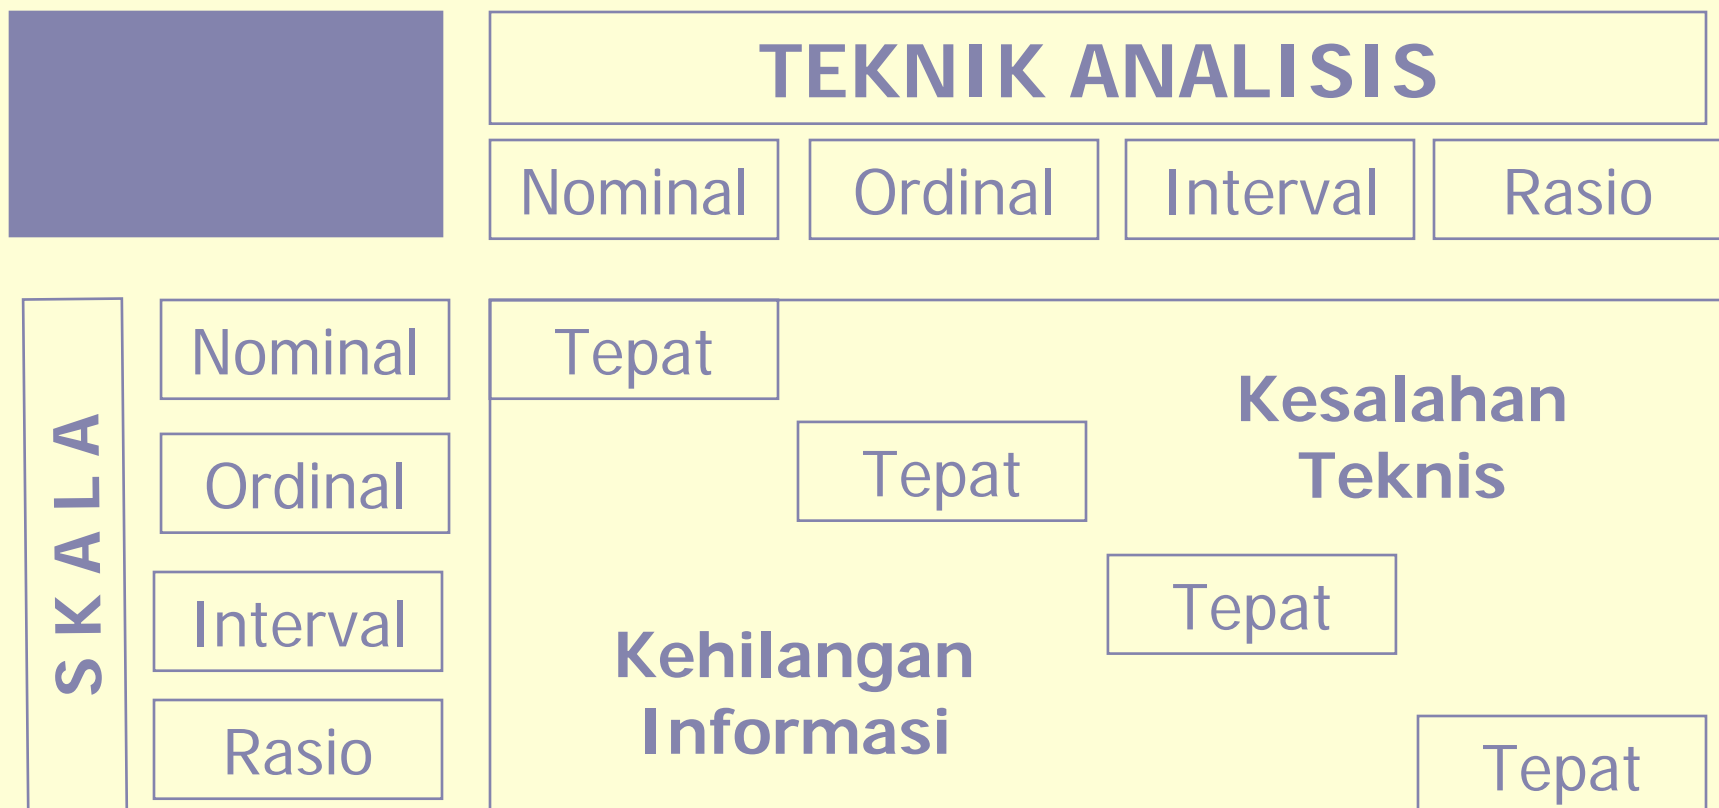 TEKNIK ANALISIS
Nominal
Ordinal
Interval
Rasio
SKALA
Nominal
Tepat
Kesalahan
Teknis
Ordinal
Tepat
Interval
Tepat
Kehilangan
Informasi
Rasio
Tepat